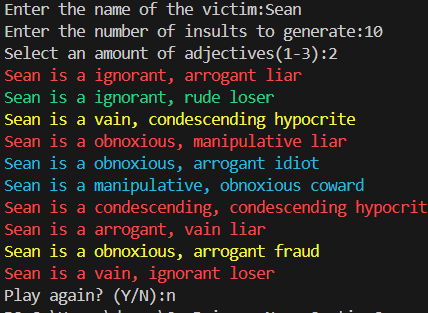 Enter the name of the victim:Sean
Enter the number of insults to generate:10
Select an amount of adjectives(1-3):2
Sean is a ignorant, arrogant liar
Sean is a ignorant, rude loser
Sean is a vain, condescending hypocrite
Sean is a obnoxious, manipulative liar
Sean is a obnoxious, arrogant idiot
Sean is a manipulative, obnoxious coward
Sean is a condescending, condescending hypocrit
Sean is a arrogant, vain liar
Sean is a obnoxious, arrogant fraud
Sean is a vain, ignorant loser
Play again? (Y/N):n